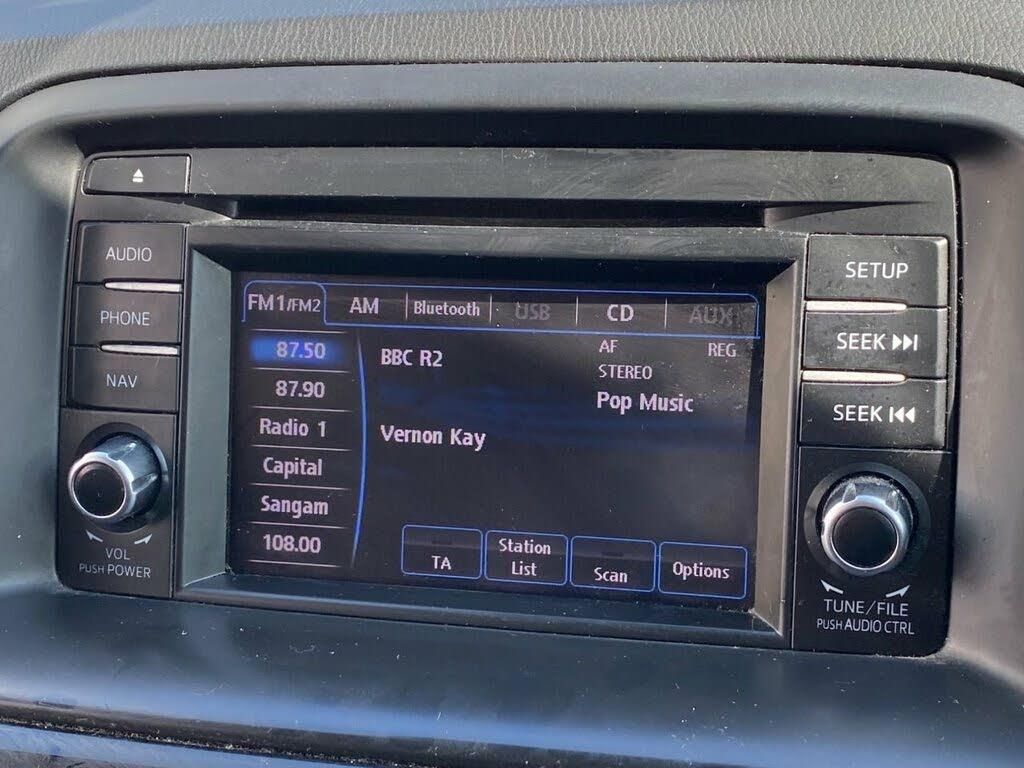 AUDIO
PHONE
NAV
VOL
PUSH POWER
FM1/FM2 AM Bluetooth USB CD AUX
87.50
87.90
Radio 1
Capital
Sangam
108.00
BBC R2
AF REG
STEREO
Pop Music
Vernon Kay
TA
Station
List
Scan
Options
SETUP
SEEK
SEEK
TUNE/FILE
PUSH AUDIO CTRL